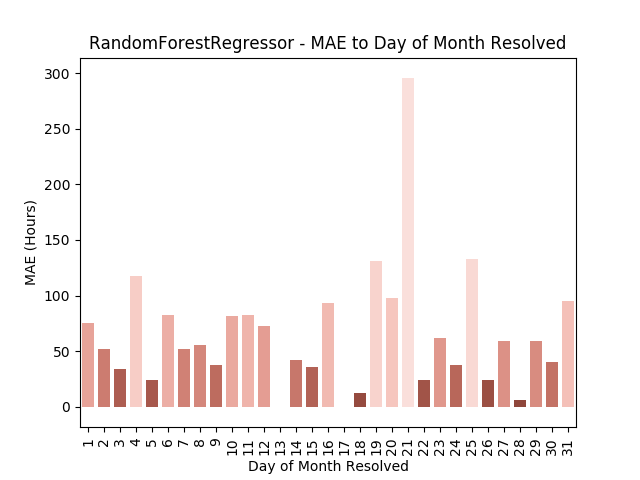 RandomForestRegressor - MAE to Day of Month Resolved
300
250
200
150
100
50
0
MAE (Hours)
1 2 3 4 5 6 7 8 9 10 11 12 13 14 15 16 17 18 19 20 21 22 23 24 25 26 27 28 29 30 31
Day of Month Resolved